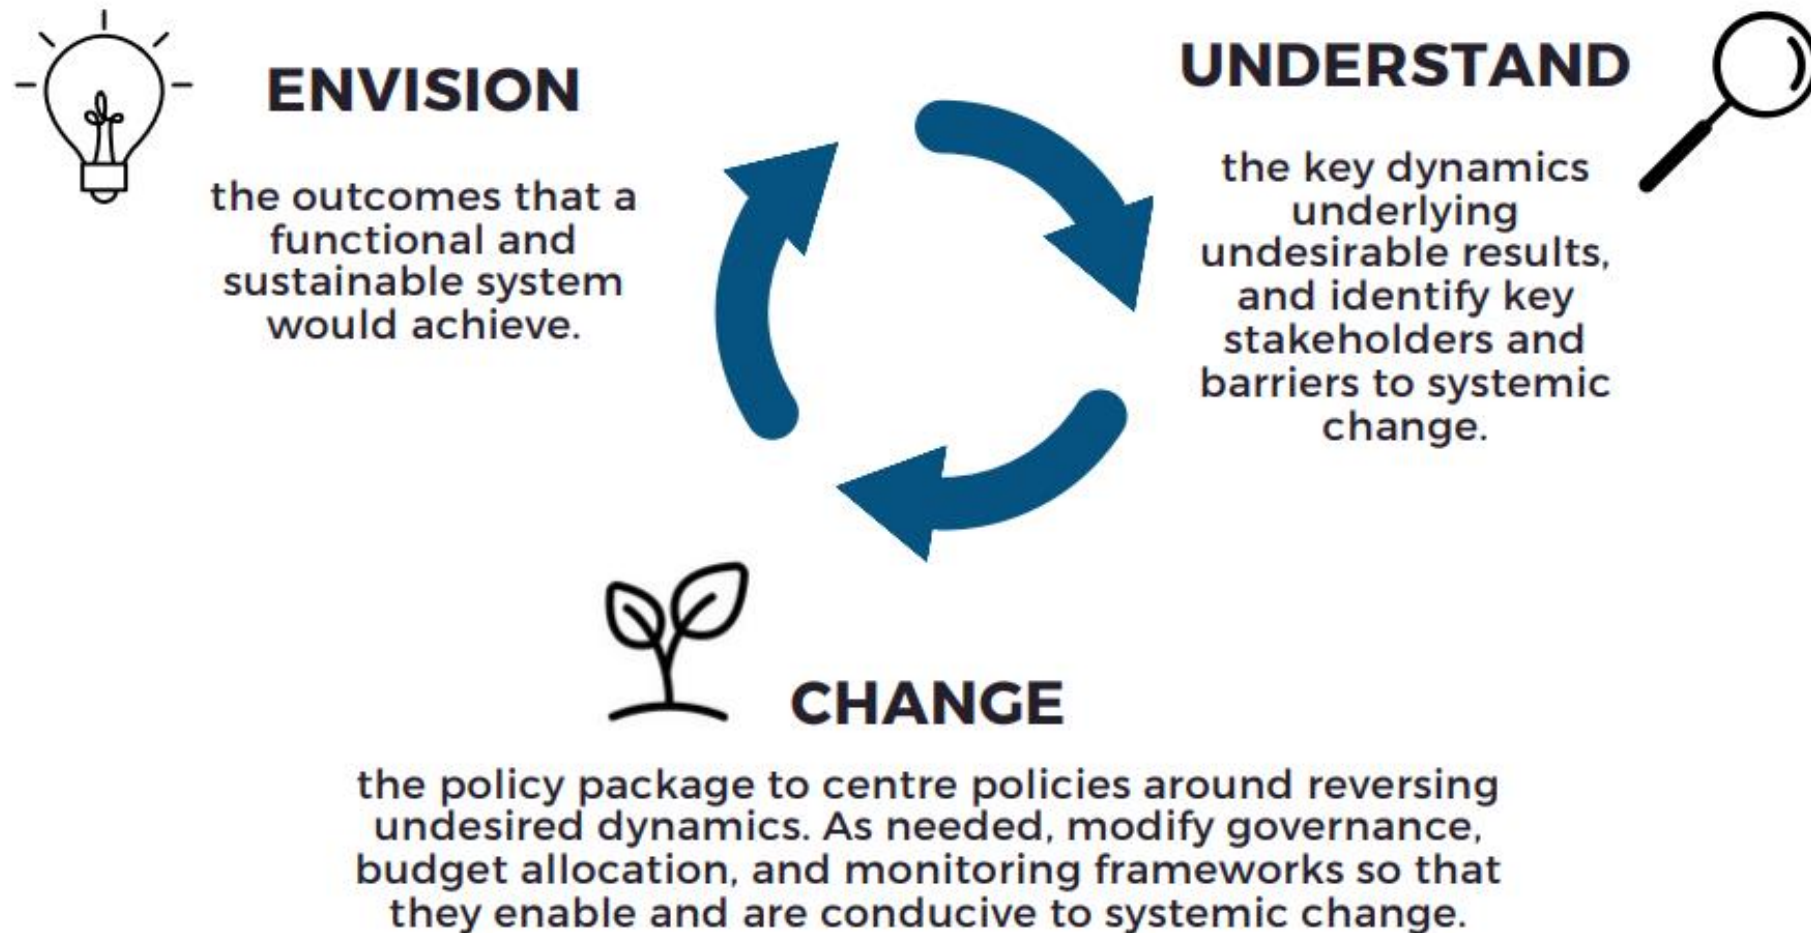 ENVISION
the outcomes that a
functional and
sustainable system
would achieve.
UNDERSTAND
the key dynamics
underlying
undesirable results,
and identify key
stakeholders and
barriers to systemic
change.
CHANGE
the policy package to centre policies around reversing
undesired dynamics. As needed, modify governance,
budget allocation, and monitoring frameworks so that
they enable and are conducive to systemic change.